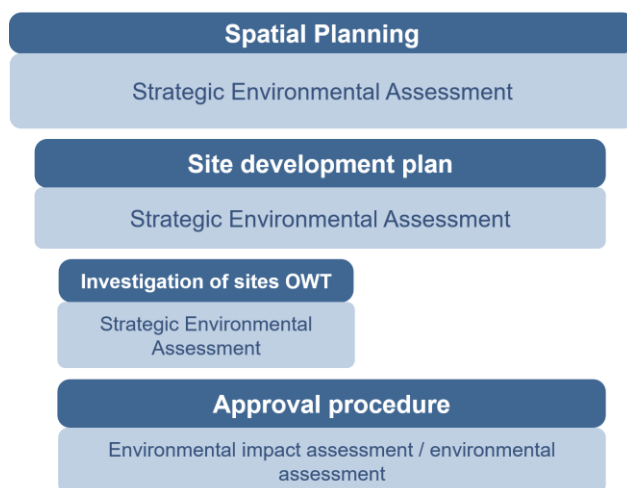 Spatial Planning
Strategic Environmental Assessment
Site development plan
Strategic Environmental Assessment
Investigation of sites OWT
Strategic Environmental
Assessment
Approval procedure
Environmental impact assessment / environmental
assessment